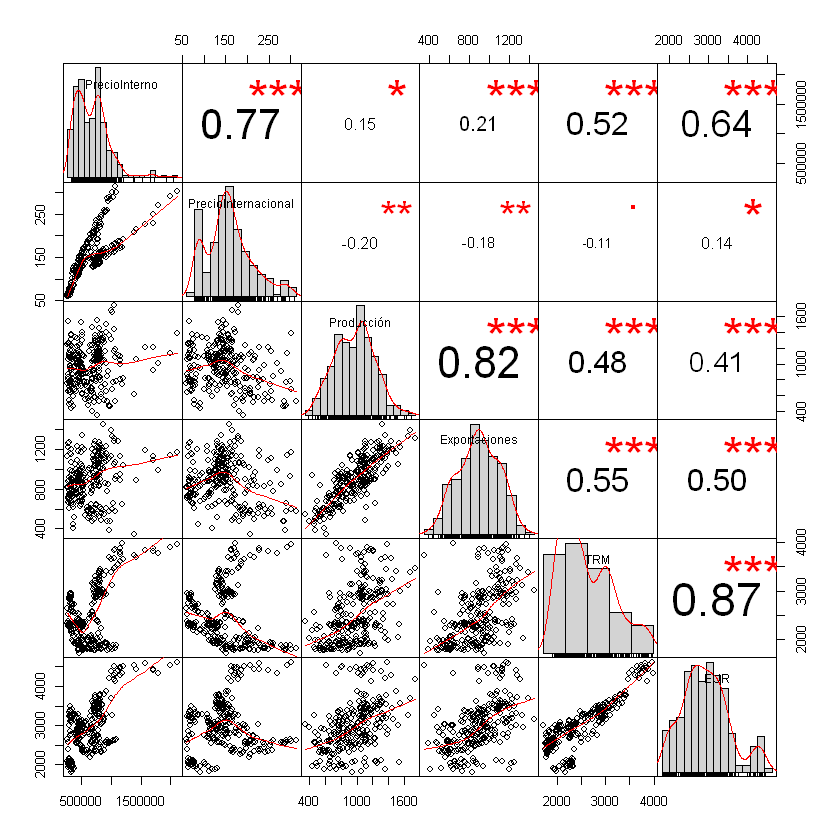 50 150 250 400 800 1200 2000 3000 4000
PrecioInterno *** * *** *** ***
0.77 0.15 0.21 0.52 0.64
500000 1500000
PrecioInternacional ** ** . *
-0.20 -0.18 -0.11 0.14
50 150 250
Producción *** *** ***
0.82 0.48 0.41
400 1000 1600
Exportaciones *** ***
0.55 0.50
400 800 1200
TRM ***
0.87
2000 3000 4000
EUR
2000 3000 4000
500000 1500000 400 1000 1600 2000 3000 4000